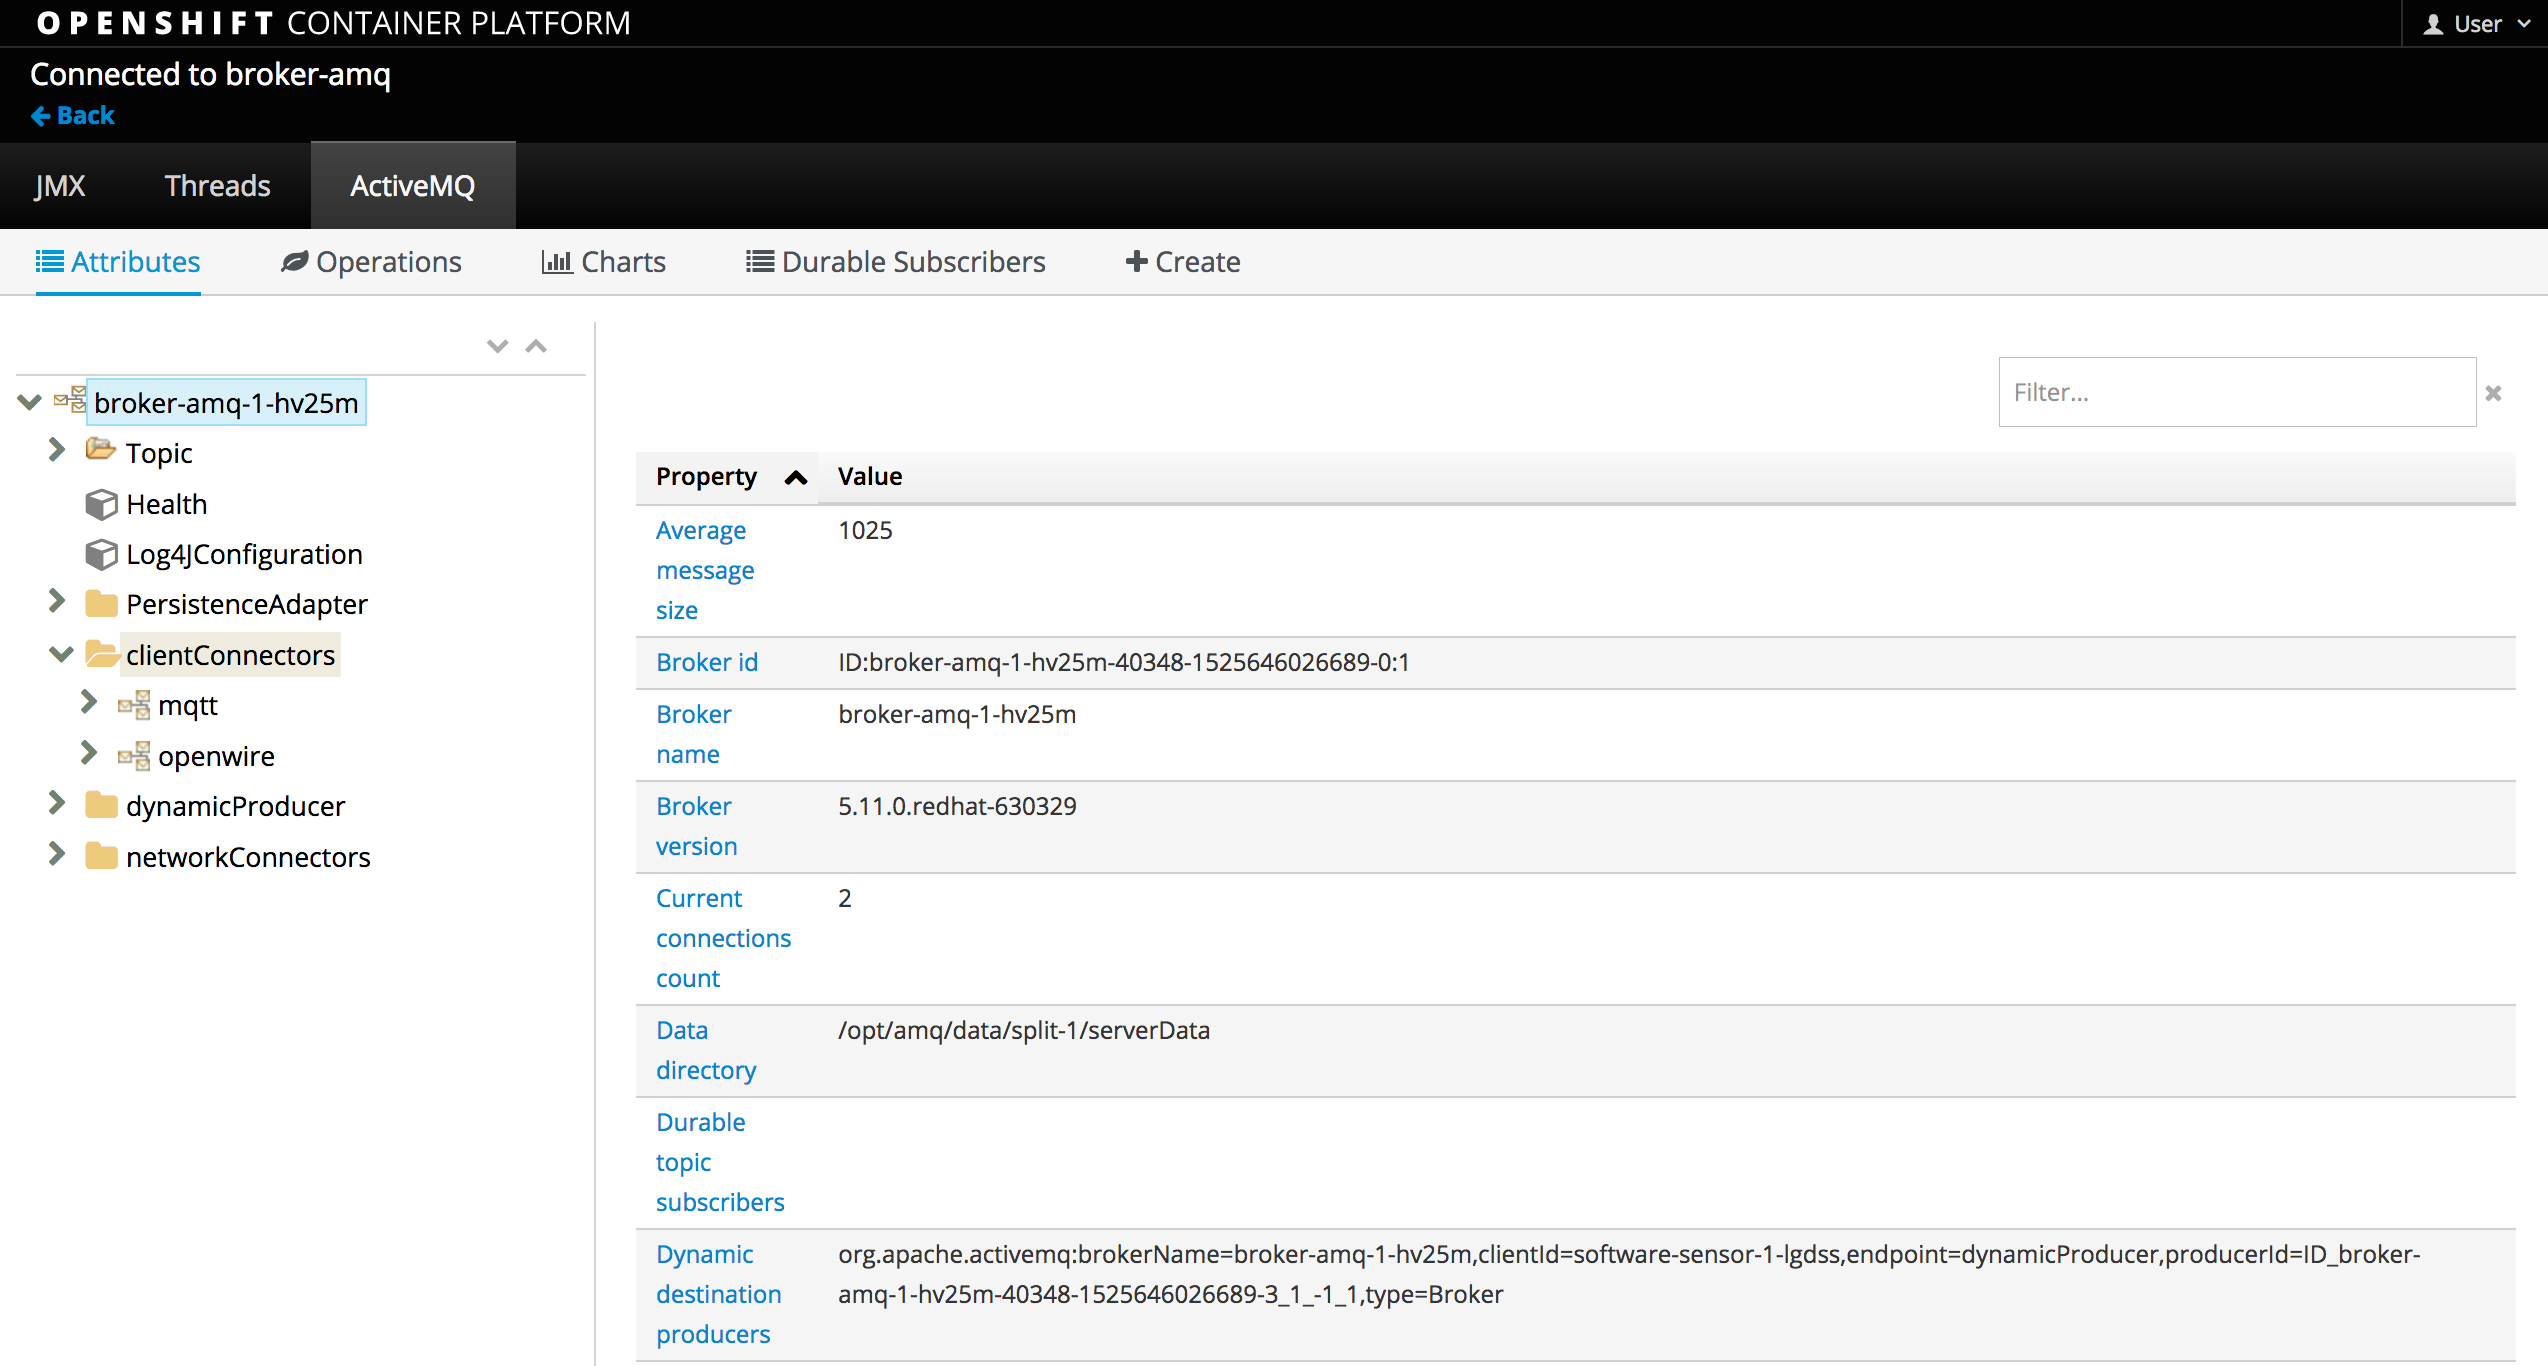 OPENSHIFT CONTAINER PLATFORM
User
Connected to broker-amq
Back
JMX Threads ActiveMQ
Attributes Operations Charts Durable Subscribers Create
broker-amq-1-hv25m
Topic
Health
Log4JConfiguration
PersistenceAdapter
clientConnectors
mqtt
openwire
dynamicProducer
networkConnectors
Filter...
Property Value
Average 1025
message
size
Broker id ID:broker-amq-1-hv25m-40348-1525646026689-0:1
Broker broker-amq-1-hv25m
name
Broker 5.11.0.redhat-630329
version
Current 2
connections
count
Data /opt/amq/data/split-1/serverData
directory
Durable
topic
subscribers
Dynamic org.apache.activemq:brokerName=broker-amq-1-hv25m,clientId=software-sensor-1-lgdss,endpoint=dynamicProducer,producerId=ID_broker-
destination amq-1-hv25m-40348-1525646026689-3_1_-1_1,type=Broker
producers